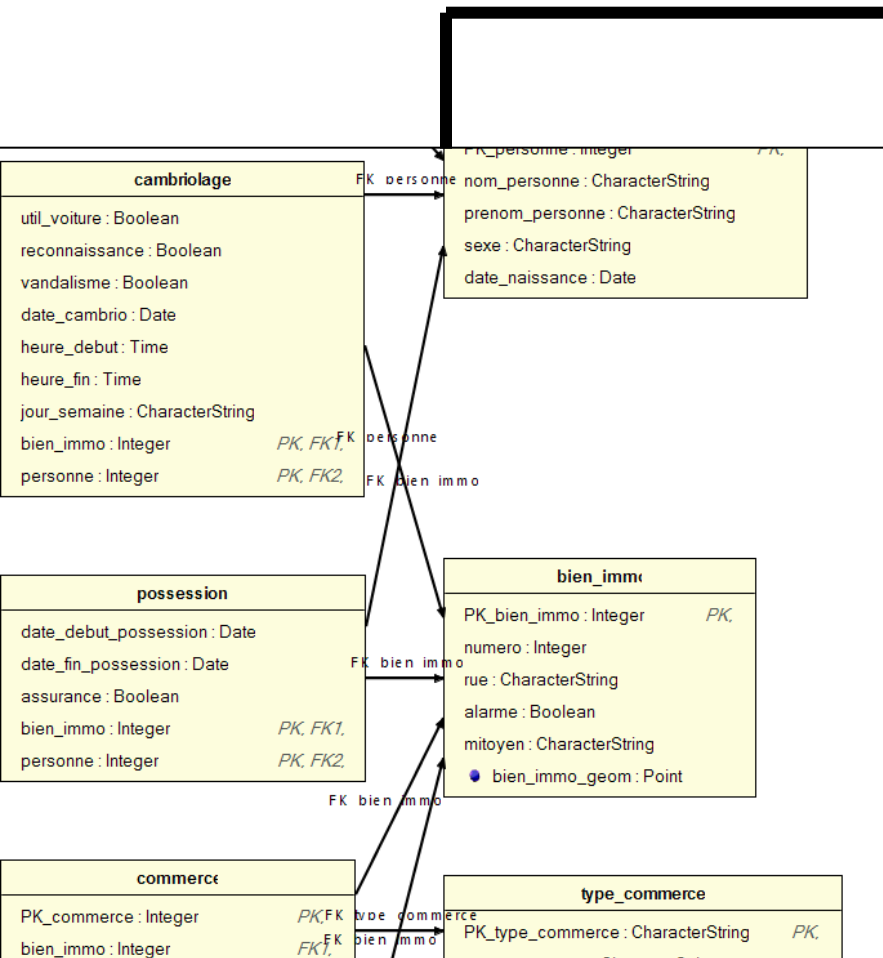 PK_personne : Integer PK,
cambriolage
FK personne
nom_personne : CharacterString
util_voiture : Boolean
prenom_personne : CharacterString
reconnaissance : Boolean
sexe : CharacterString
vandalisme : Boolean
date_naissance : Date
date_cambrio : Date
heure_debut : Time
heure_fin : Time
jour_semaine : CharacterString
bien_immo : Integer PK, FK1,
FK personne
personne : Integer PK, FK2,
FK bien immo
possession
bien_immo
date_debut_possession : Date
PK_bien_immo : Integer PK,
date_fin_possession : Date
numero : Integer
FK bien immo
assurance : Boolean
rue : CharacterString
bien_immo : Integer PK, FK1,
alarme : Boolean
personne : Integer PK, FK2,
mitoyen : CharacterString
bien_immo_geom : Point
FK bien immo
commerce
type_commerce
PK_commerce : Integer PK,
FK type commerce
PK_type_commerce : CharacterString PK,
bien_immo : Integer FK1,
FK bien immo